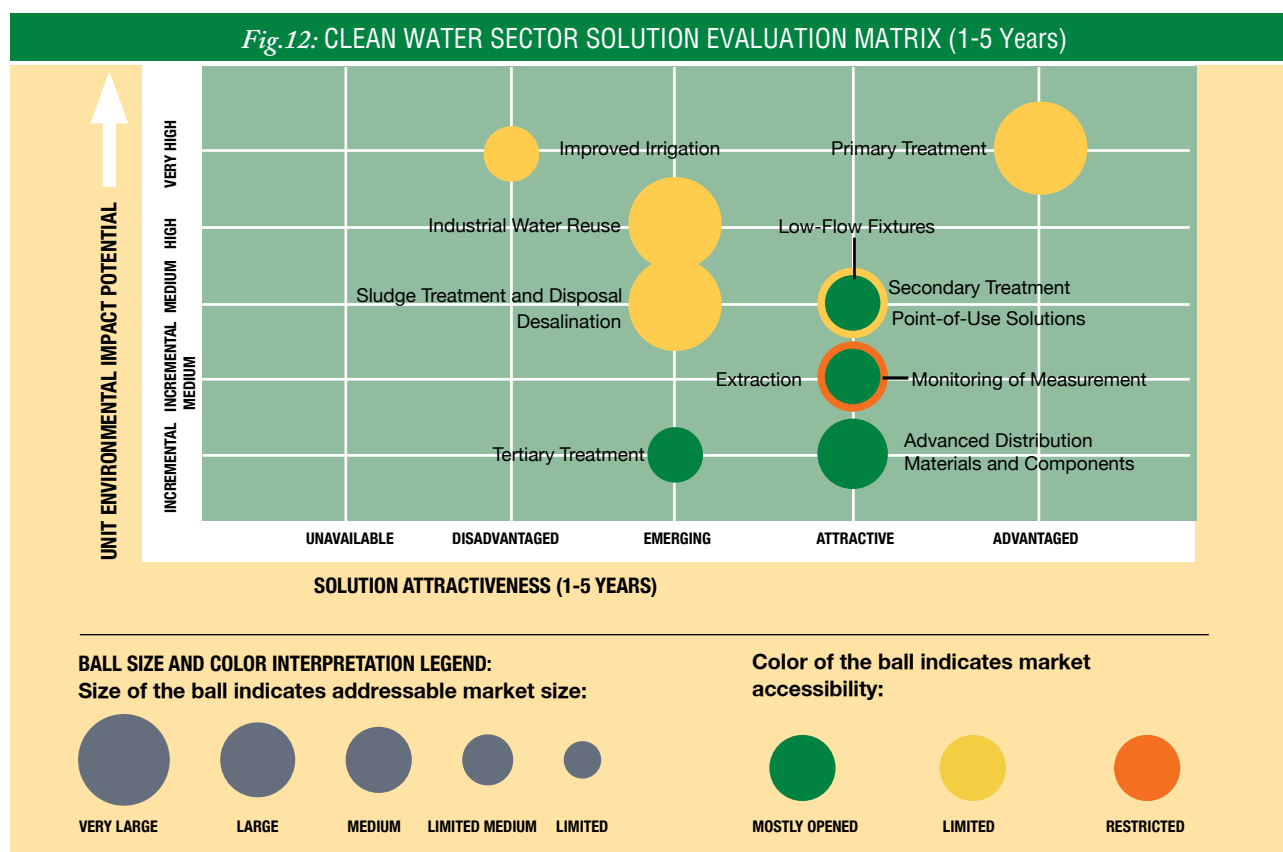 Fig.12: CLEAN WATER SECTOR SOLUTION EVALUATION MATRIX (1-5 Years)
UNIT ENVIRONMENTAL IMPACT POTENTIAL
VERY HIGH
HIGH
MEDIUM
INCREMENTAL
MEDIUM
INCREMENTAL
Improved Irrigation
Primary Treatment
Industrial Water Reuse
Low-Flow Fixtures
Sludge Treatment and Disposal
Desalination
Secondary Treatment
Point-of-Use Solutions
Extraction
Monitoring of Measurement
Tertiary Treatment
Advanced Distribution
Materials and Components
UNAVAILABLE
DISADVANTAGED
EMERGING
ATTRACTIVE
ADVANTAGED
SOLUTION ATTRACTIVENESS (1-5 YEARS)
BALL SIZE AND COLOR INTERPRETATION LEGEND:
Size of the ball indicates addressable market size:
VERY LARGE
LARGE
MEDIUM
LIMITED MEDIUM
LIMITED
Color of the ball indicates market
accessibility:
MOSTLY OPENED
LIMITED
RESTRICTED